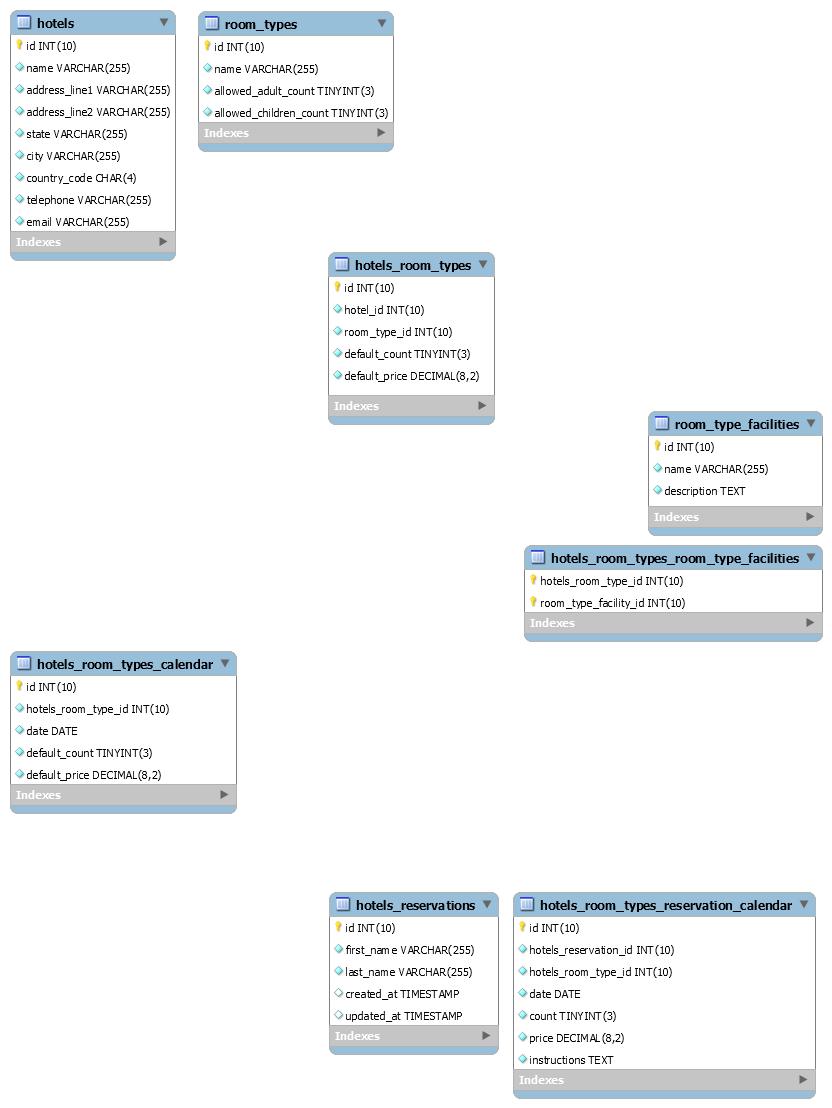 hotels
id INT(10)
name VARCHAR(255)
address_line1 VARCHAR(255)
address_line2 VARCHAR(255)
state VARCHAR(255)
city VARCHAR(255)
country_code CHAR(4)
telephone VARCHAR(255)
email VARCHAR(255)
Indexes
room_types
id INT(10)
name VARCHAR(255)
allowed_adult_count TINYINT(3)
allowed_children_count TINYINT(3)
Indexes
hotels_room_types
id INT(10)
hotel_id INT(10)
room_type_id INT(10)
default_count TINYINT(3)
default_price DECIMAL(8,2)
Indexes
room_type_facilities
id INT(10)
name VARCHAR(255)
description TEXT
Indexes
hotels_room_types_room_type_facilities
hotels_room_type_id INT(10)
room_type_facility_id INT(10)
Indexes
hotels_room_types_calendar
id INT(10)
hotels_room_type_id INT(10)
date DATE
default_count TINYINT(3)
default_price DECIMAL(8,2)
Indexes
hotels_reservations
id INT(10)
first_name VARCHAR(255)
last_name VARCHAR(255)
created_at TIMESTAMP
updated_at TIMESTAMP
Indexes
hotels_room_types_reservation_calendar
id INT(10)
hotels_reservation_id INT(10)
hotels_room_type_id INT(10)
date DATE
count TINYINT(3)
price DECIMAL(8,2)
instructions TEXT
Indexes